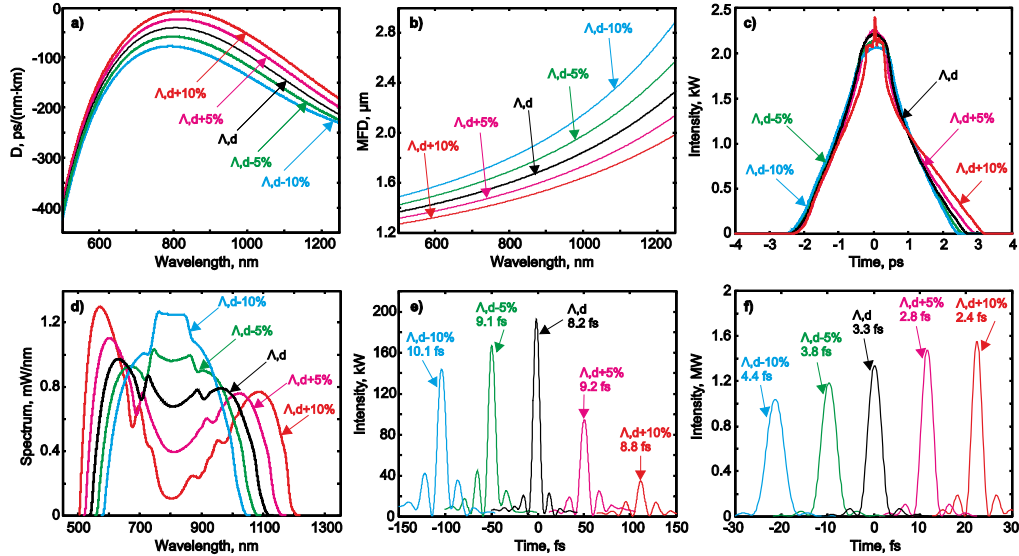 a)
D, ps/(nm·km)
0
-100
-200
-300
-400
600
800
1000
1200
Wavelength, nm
Λ,d+10%
Λ,d+5%
Λ,d
Λ,d-5%
Λ,d-10%
b)
MFD, µm
2.8
2.4
2.0
1.6
1.2
600
800
1000
1200
Wavelength, nm
Λ,d-10%
Λ,d-5%
Λ,d
Λ,d+5%
Λ,d+10%
c)
Intensity, kW
2.5
2.0
1.5
1.0
0.5
0
-4
-3
-2
-1
0
1
2
3
4
Time, ps
Λ,d
Λ,d-5%
Λ,d+5%
Λ,d-10%
Λ,d+10%
d)
Spectrum, mW/nm
1.2
0.8
0.4
0
500
700
900
1100
1300
Wavelength, nm
Λ,d-10%
Λ,d-5%
Λ,d
Λ,d+5%
Λ,d+10%
e)
Intensity, kW
200
160
120
80
40
0
-150
-100
-50
0
50
100
150
Time, fs
Λ,d-10%
10.1 fs
Λ,d-5%
9.1 fs
Λ,d
8.2 fs
Λ,d+5%
9.2 fs
Λ,d+10%
8.8 fs
f)
Intensity, MW
1.8
1.5
1.2
0.9
0.6
0.3
0
-30
-20
-10
0
10
20
30
Time, fs
Λ,d-10%
4.4 fs
Λ,d-5%
3.8 fs
Λ,d
3.3 fs
Λ,d+5%
2.8 fs
Λ,d+10%
2.4 fs